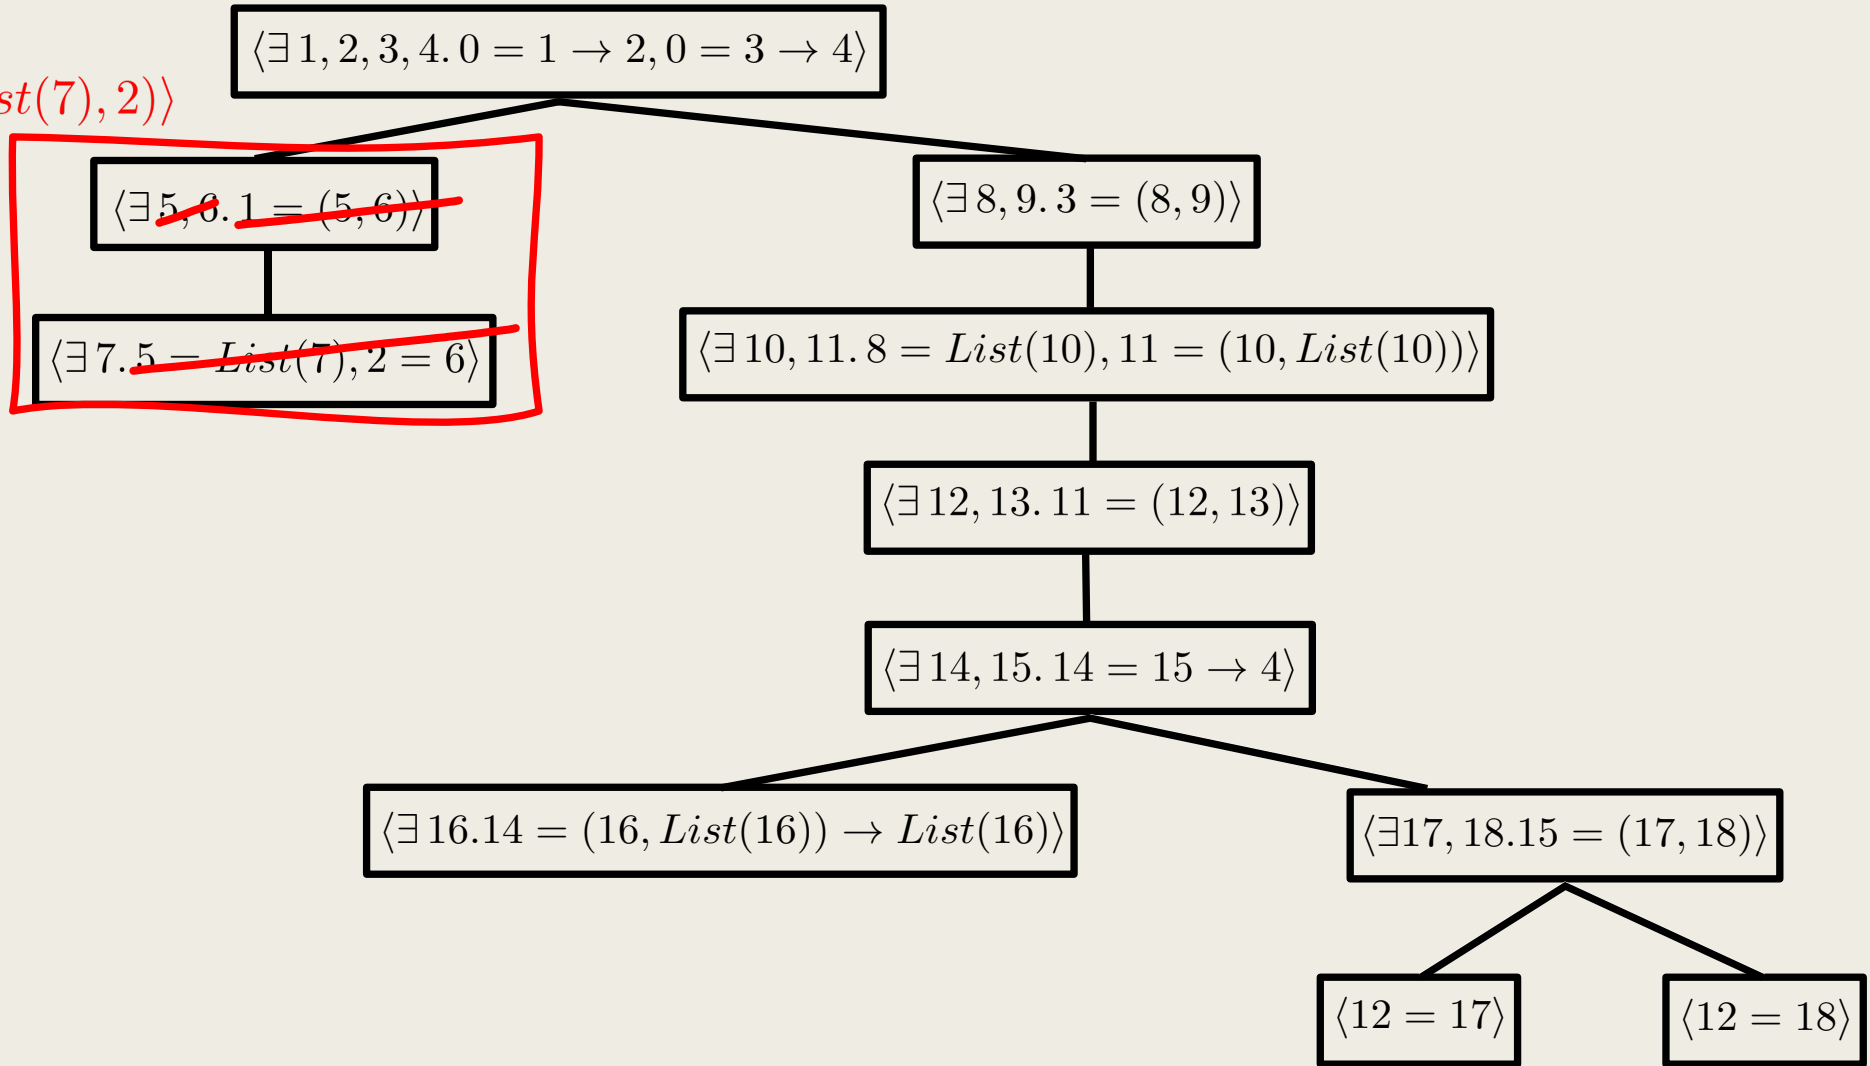 ⟨∃ 1, 2, 3, 4. 0 = 1 → 2, 0 = 3 → 4⟩
st(7), 2)⟩
⟨∃ 5, 6. 1 = (5, 6)⟩
⟨∃ 8, 9. 3 = (8, 9)⟩
⟨∃ 7. 5 = List(7), 2 = 6⟩
⟨∃ 10, 11. 8 = List(10), 11 = (10, List(10))⟩
⟨∃ 12, 13. 11 = (12, 13)⟩
⟨∃ 14, 15. 14 = 15 → 4⟩
⟨∃ 16.14 = (16, List(16)) → List(16)⟩
⟨∃17, 18.15 = (17, 18)⟩
⟨12 = 17⟩
⟨12 = 18⟩